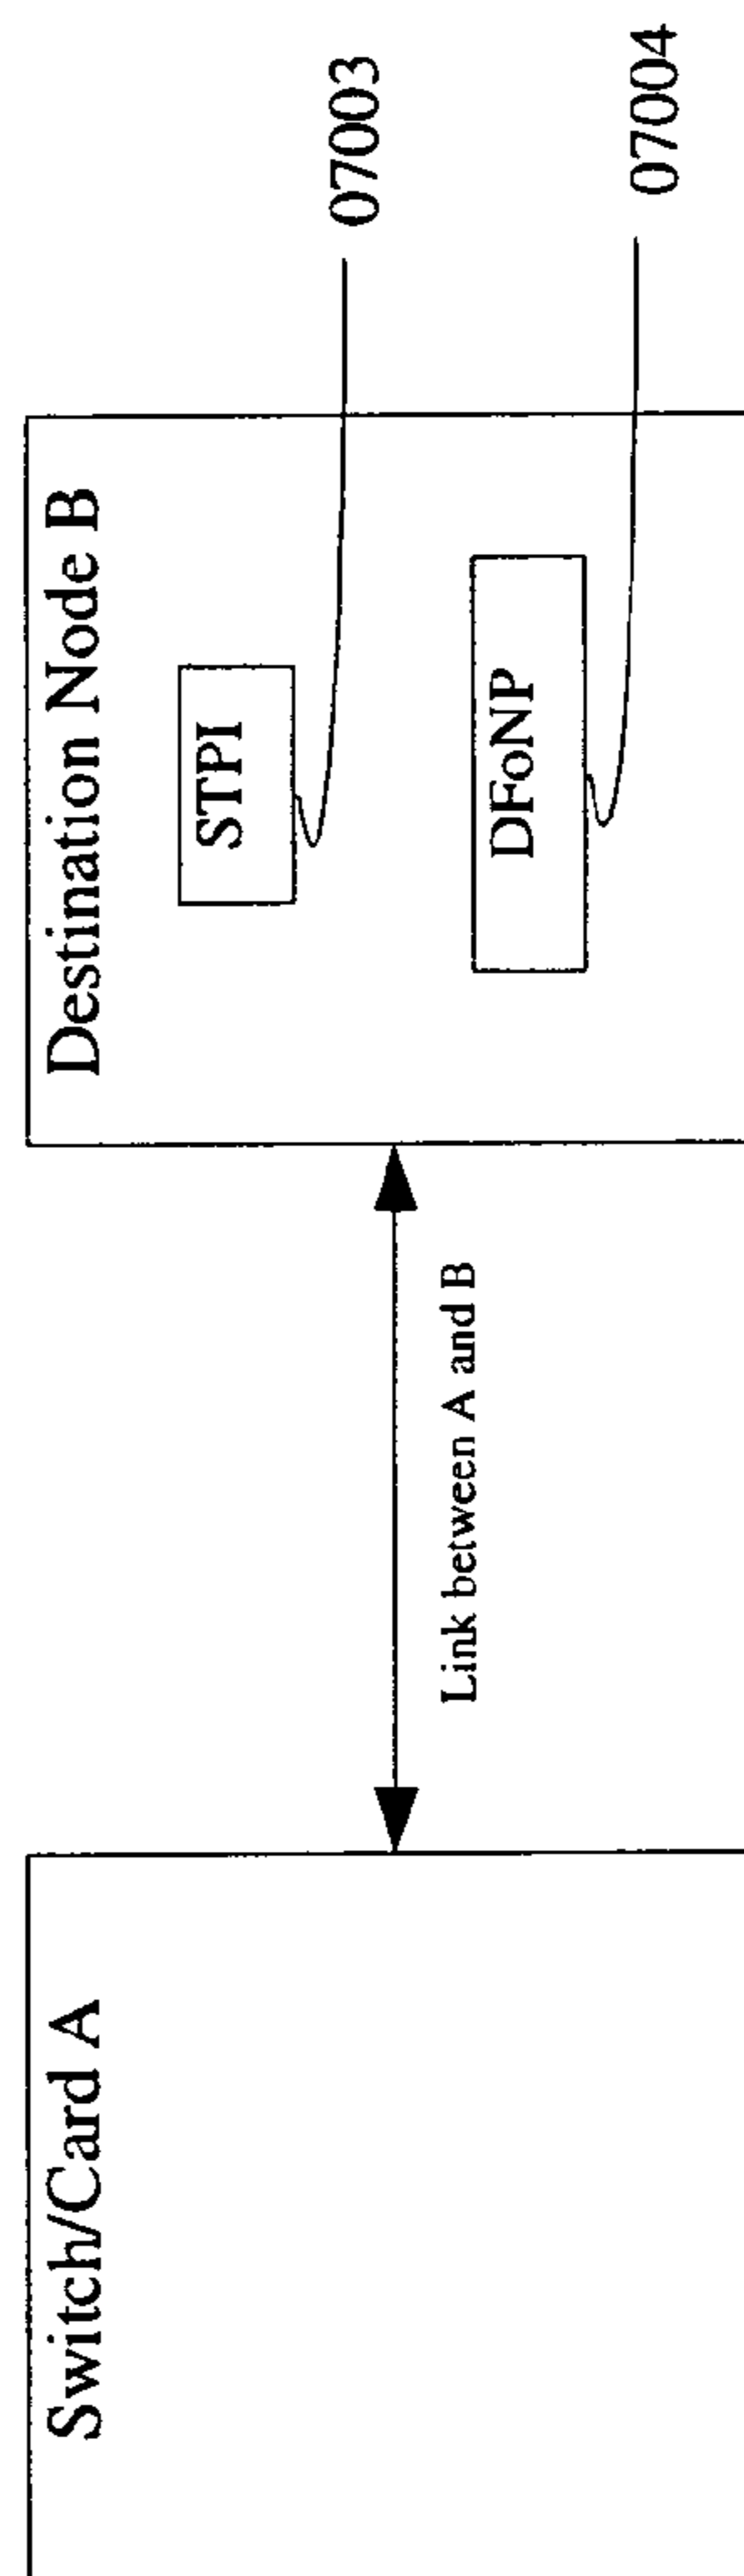 Switch/Card A
Link between A and B
Destination Node B
STPI
DFoNP
07003
07004